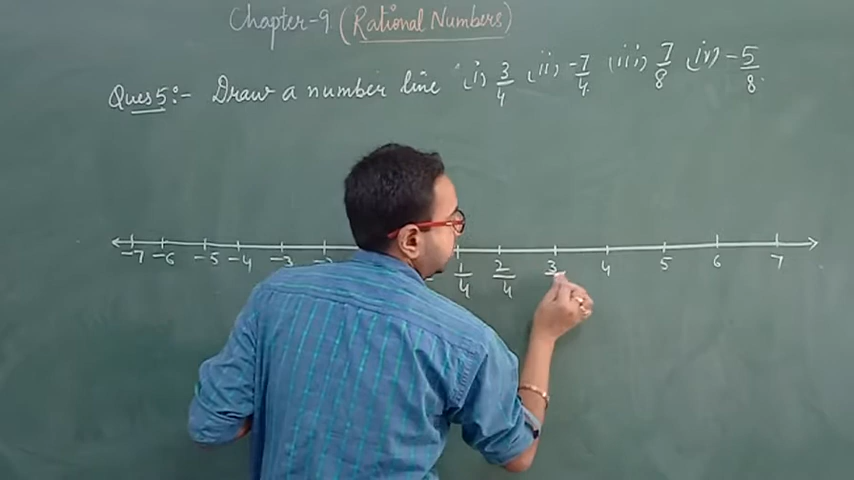 Chapter-9 (Rational Numbers)
Ques 5:- Draw a number line (i) 3/4 (ii) -7/4 (iii) 7/8 (iv) -5/8
-7 -6 -5 -4 -3 -2 1/4 2/4 3 4 5 6 7